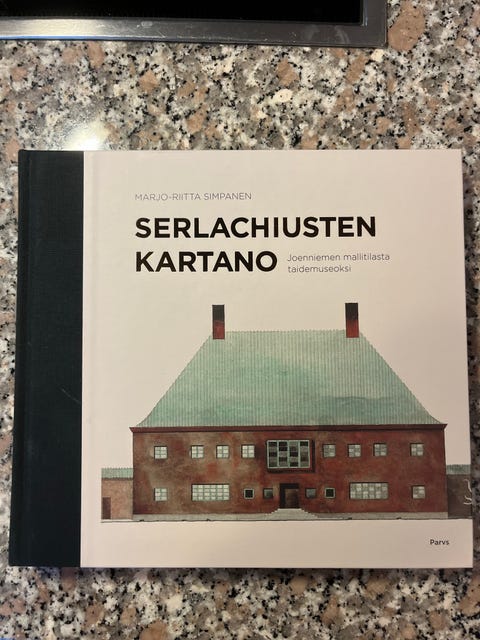 MARJO-RIITTA SIMPANEN
SERLACHIUSTEN
KARTANO
Joenniemen mallitilasta
taidemuseoksi
Parvs